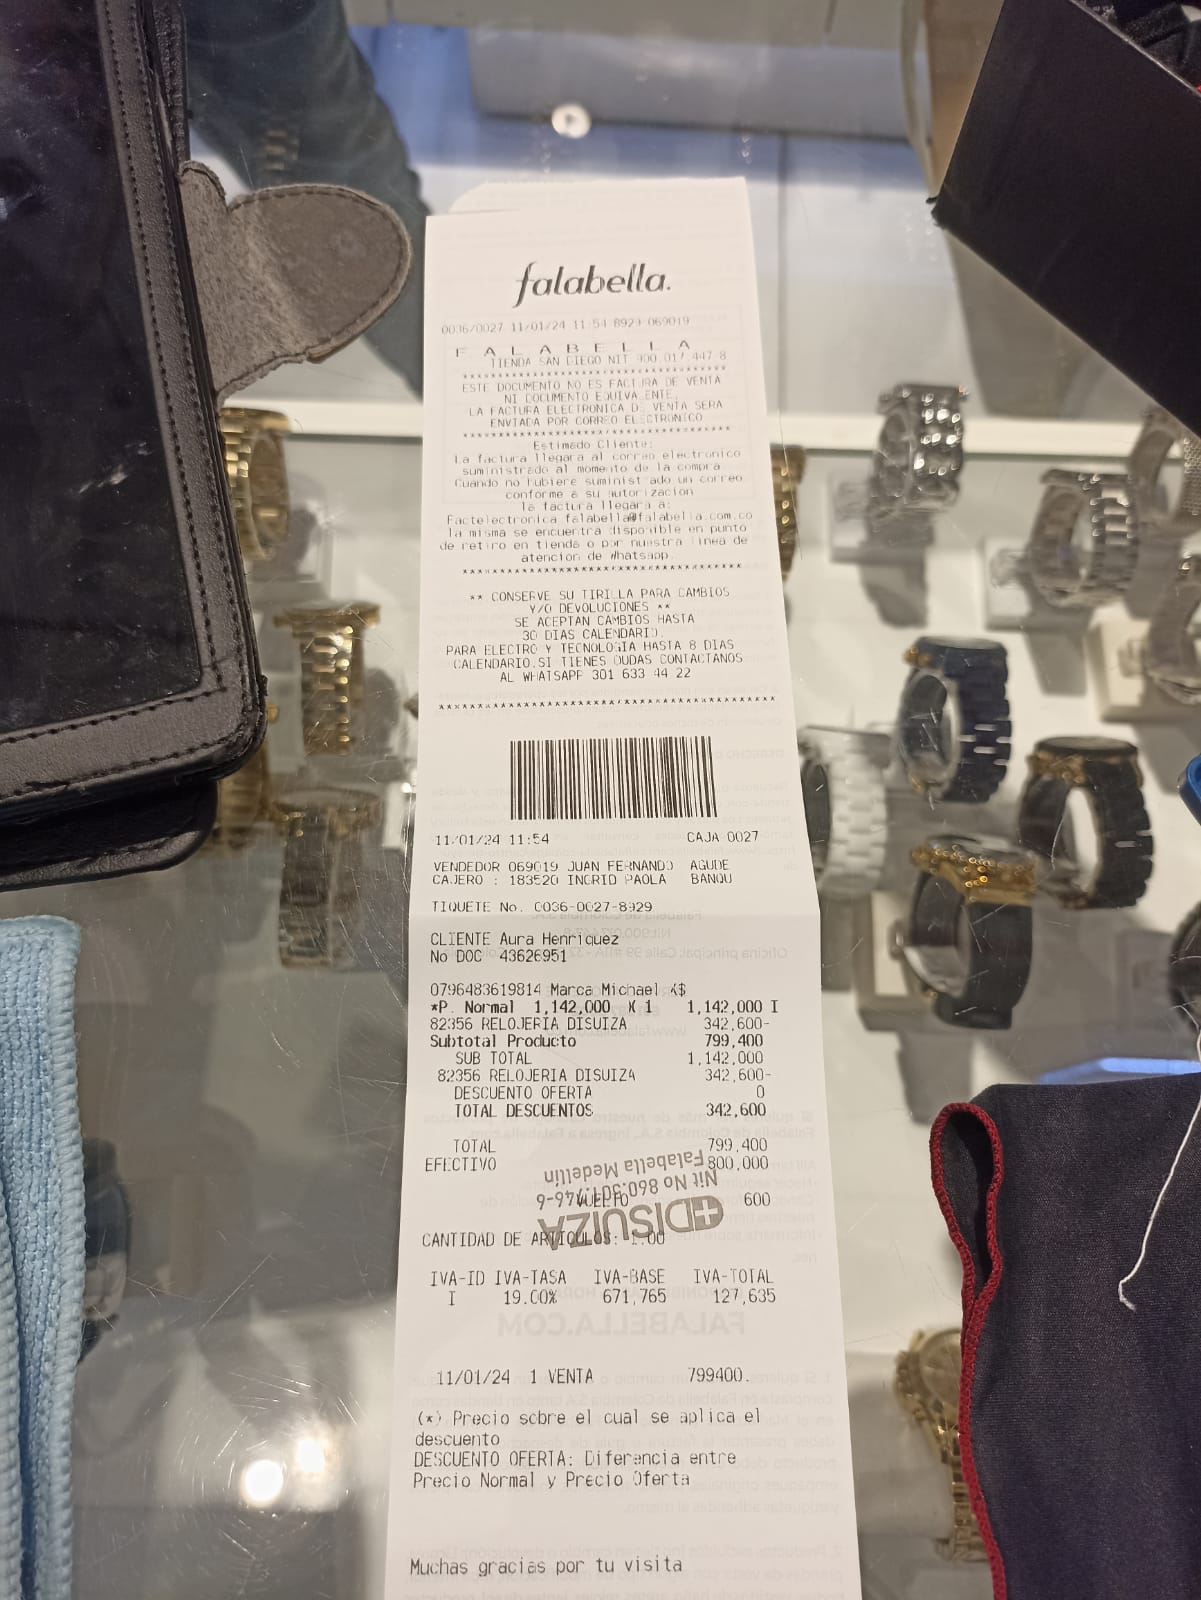 falabella.
0036/0027 11/01/24 11:54 8929 069019
F A L A B E L L A
TIENDA SAN DIEGO NIT 900.017.447-8
************************************
ESTE DOCUMENTO NO ES FACTURA DE VENTA
NI DOCUMENTO EQUIVALENTE,
LA FACTURA ELECTRONICA DE VENTA SERA
ENVIADA POR CORREO ELECTRONICO
************************************
Estimado Cliente:
La factura llegara al correo electronico
suministrado al momento de la compra
Cuando no hubiere suministrado un correo
conforme a su autorizacion
la factura llegara a:
Factelectronica falabella@falabella.com.co
la misma se encuentra disponible en punto
de retiro en tienda o por nuestra linea de
atencion de Whatsapp.
************************************
** CONSERVE SU TIRILLA PARA CAMBIOS
Y/O DEVOLUCIONES **
SE ACEPTAN CAMBIOS HASTA
30 DIAS CALENDARIO.
PARA ELECTRO Y TECNOLOGIA HASTA 8 DIAS
CALENDARIO.SI TIENES DUDAS CONTACTANOS
AL WHATSAPP 301 633 44 22
******************************************
11/01/24 11:54 CAJA 0027
VENDEDOR 069019 JUAN FERNANDO AGUDE
CAJERO : 183520 INGRID PAOLA BANQU
TIQUETE No. 0036-0027-8929
CLIENTE Aura Henriquez
No DOC 43626951
0796483619814 Marca Michael K$
*P. Normal 1,142,000 X 1 1,142,000 I
82356 RELOJERIA DISUIZA 342,600-
Subtotal Producto 799,400
SUB TOTAL 1,142,000
82356 RELOJERIA DISUIZA 342,600-
DESCUENTO OFERTA 0
TOTAL DESCUENTOS 342,600
TOTAL 799,400
EFECTIVO 800,000
VUELTO 600
CANTIDAD DE ARTICULOS: 1.00
DISUIZA
Nit No 860.501.746-6
Falabella Medellín
IVA-ID IVA-TASA IVA-BASE IVA-TOTAL
I 19.00% 671,765 127,635
11/01/24 1 VENTA 799400.
(*) Precio sobre el cual se aplica el
descuento
DESCUENTO OFERTA: Diferencia entre
Precio Normal y Precio Oferta
Muchas gracias por tu visita